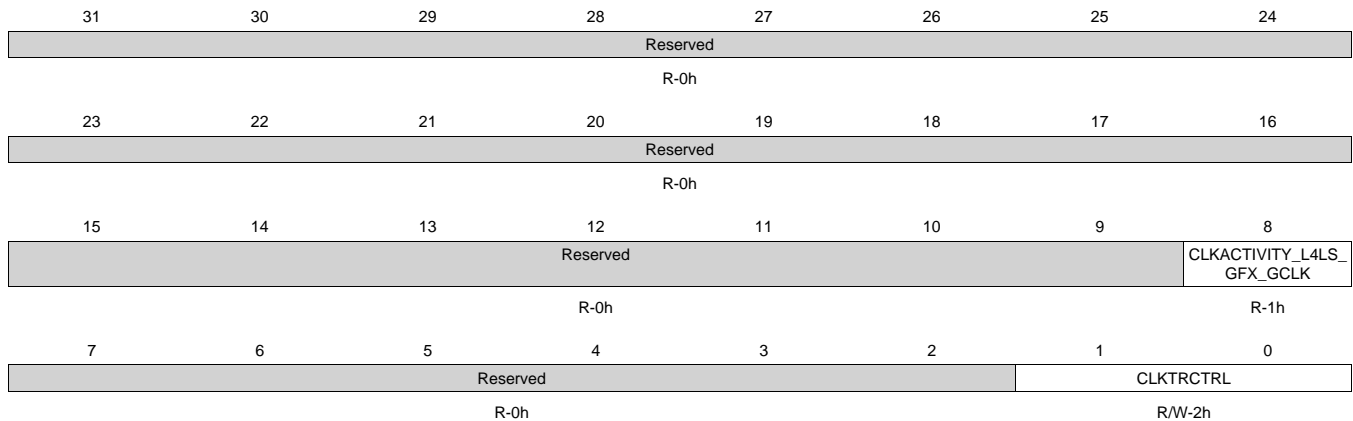 31 30 29 28 27 26 25 24
Reserved
R-0h
23 22 21 20 19 18 17 16
Reserved
R-0h
15 14 13 12 11 10 9 8
Reserved CLKACTIVITY_L4LS_
GFX_GCLK
R-0h R-1h
7 6 5 4 3 2 1 0
Reserved CLKTRCTRL
R-0h R/W-2h